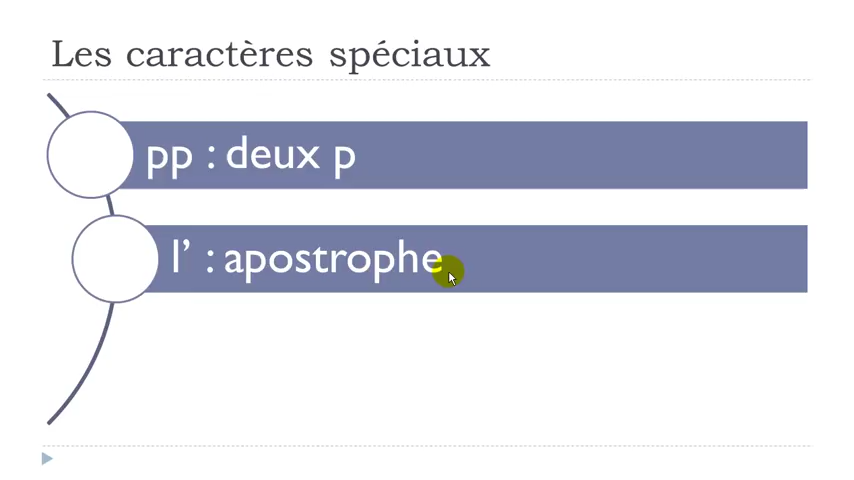 Les caractères spéciaux
pp : deux p
l’ : apostrophe